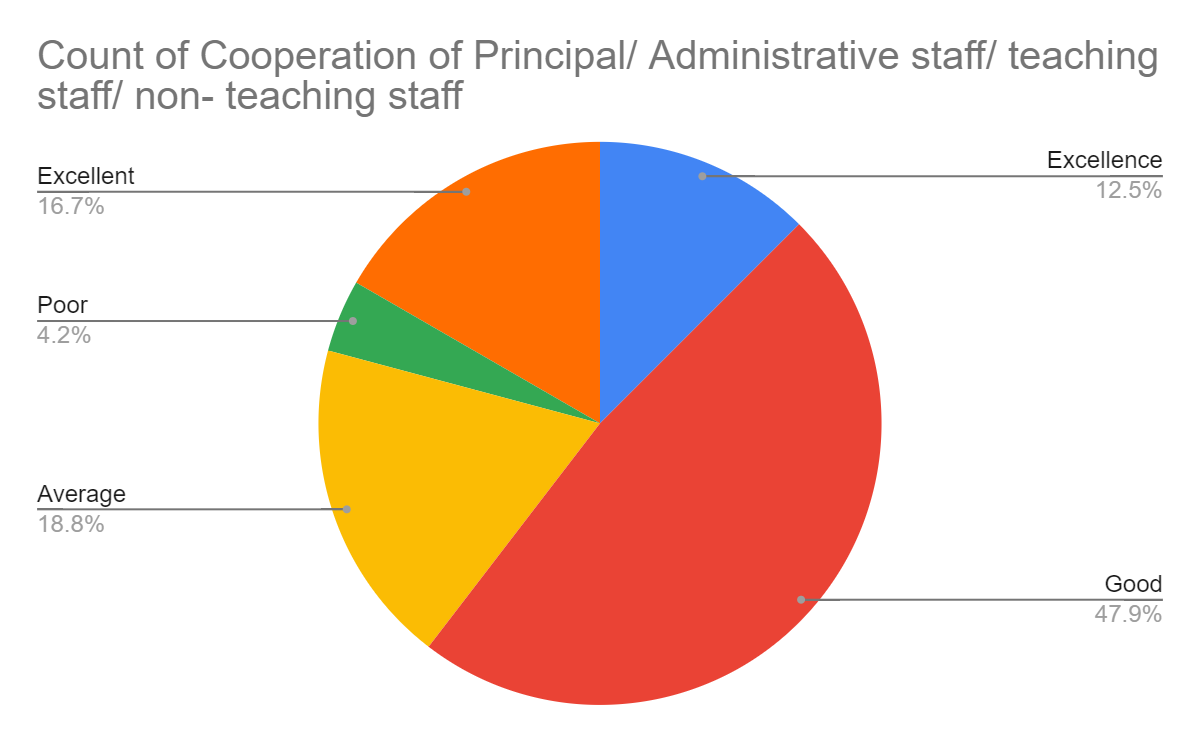 Count of Cooperation of Principal/ Administrative staff/ teaching
staff/ non- teaching staff
Excellence
12.5%
Excellent
16.7%
Poor
4.2%
Average
18.8%
Good
47.9%